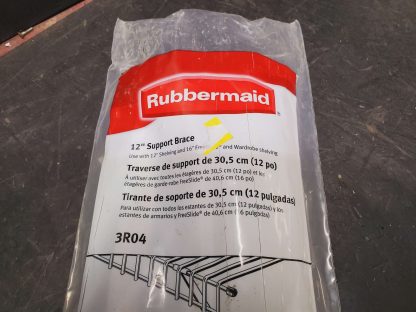 Rubbermaid
12" Support Brace
Use with 12" Shelving and 16" and Wardrobe shelving
Traverse de support de 30,5 cm (12 po)
À utiliser avec toutes les étagères de 30,5 cm (12 po) et les
étagères de garde-robe FreeSlide® de 40,6 cm (16 po)
Tirante de soporte de 30,5 cm (12 pulgadas)
Para utilizar con todos los estantes de 30,5 cm (12 pulgadas) y los
estantes de armarios y FreeSlide® de 40,6 cm (16 pulgadas)
3R04